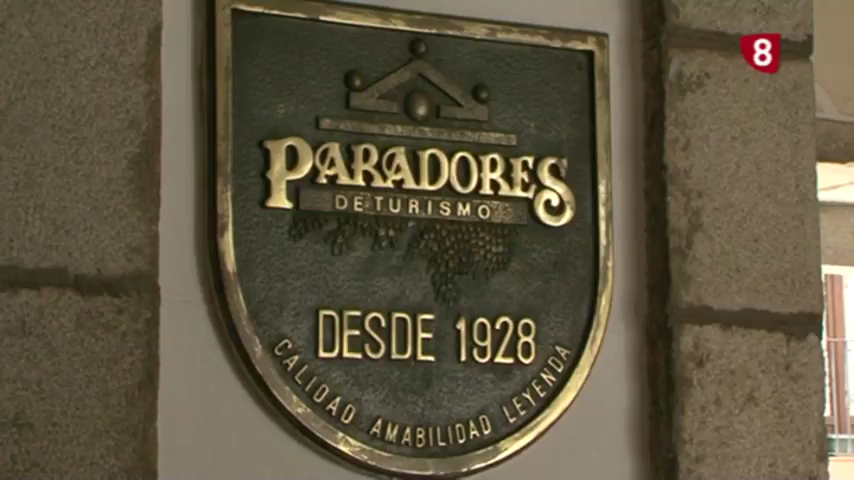 8
PARADORES
DE TURISMO
DESDE 1928
CALIDAD AMABILIDAD LEYENDA